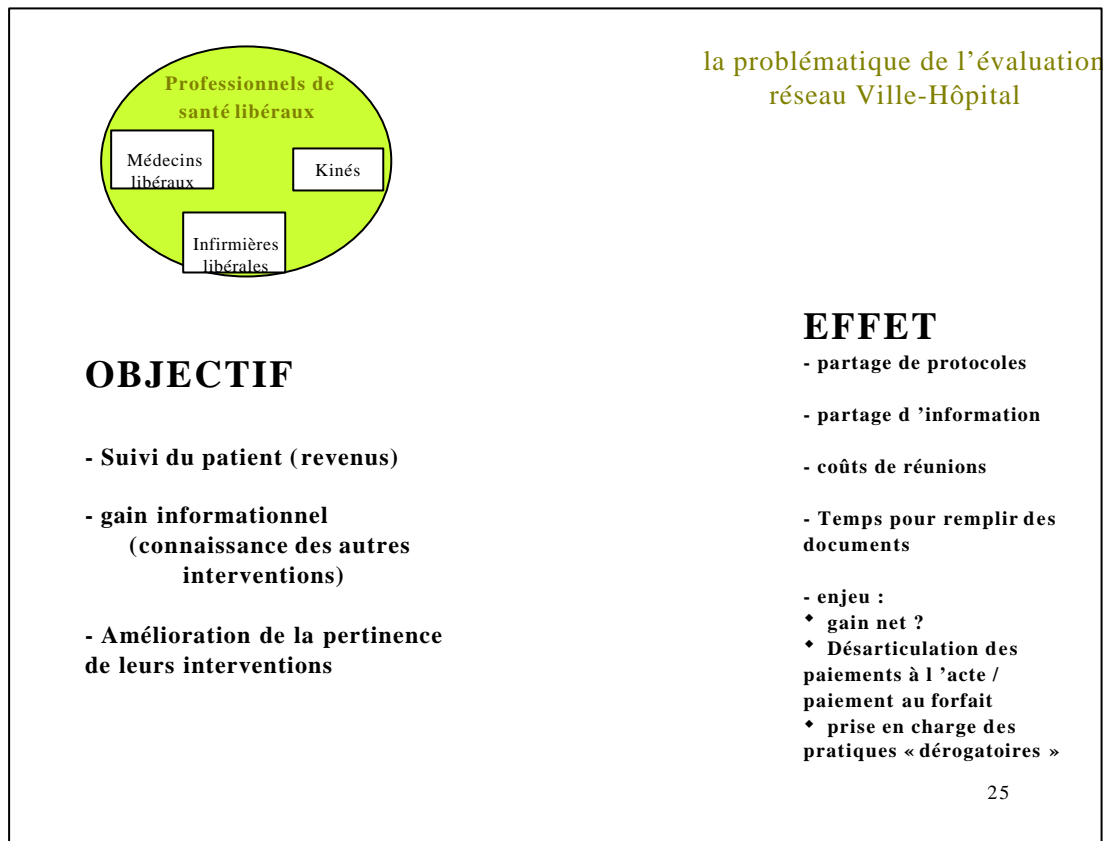 la problématique de l’évaluation
réseau Ville-Hôpital
Professionnels de
santé libéraux
Médecins
libéraux
Kinés
Infirmières
libérales
OBJECTIF
- Suivi du patient (revenus)
- gain informationnel
(connaissance des autres
interventions)
- Amélioration de la pertinence
de leurs interventions
EFFET
- partage de protocoles
- partage d ’information
- coûts de réunions
- Temps pour remplir des
documents
- enjeu :
◆ gain net ?
◆ Désarticulation des
paiements à l ’acte /
paiement au forfait
◆ prise en charge des
pratiques « dérogatoires »
25